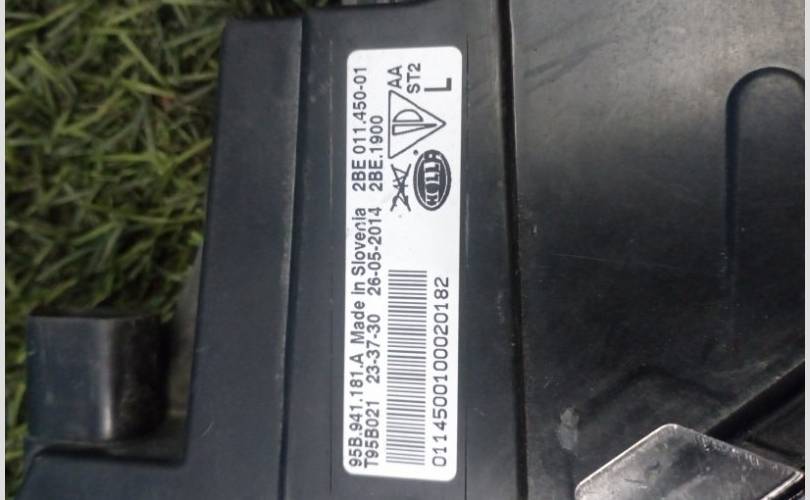 95B.941.181.A Made In Slovenia 2BE 011.450-01
T95B021 23-37-30 26-05-2014 2BE.1900
AA
ST2
L
24V
HELLA
0114500100020182